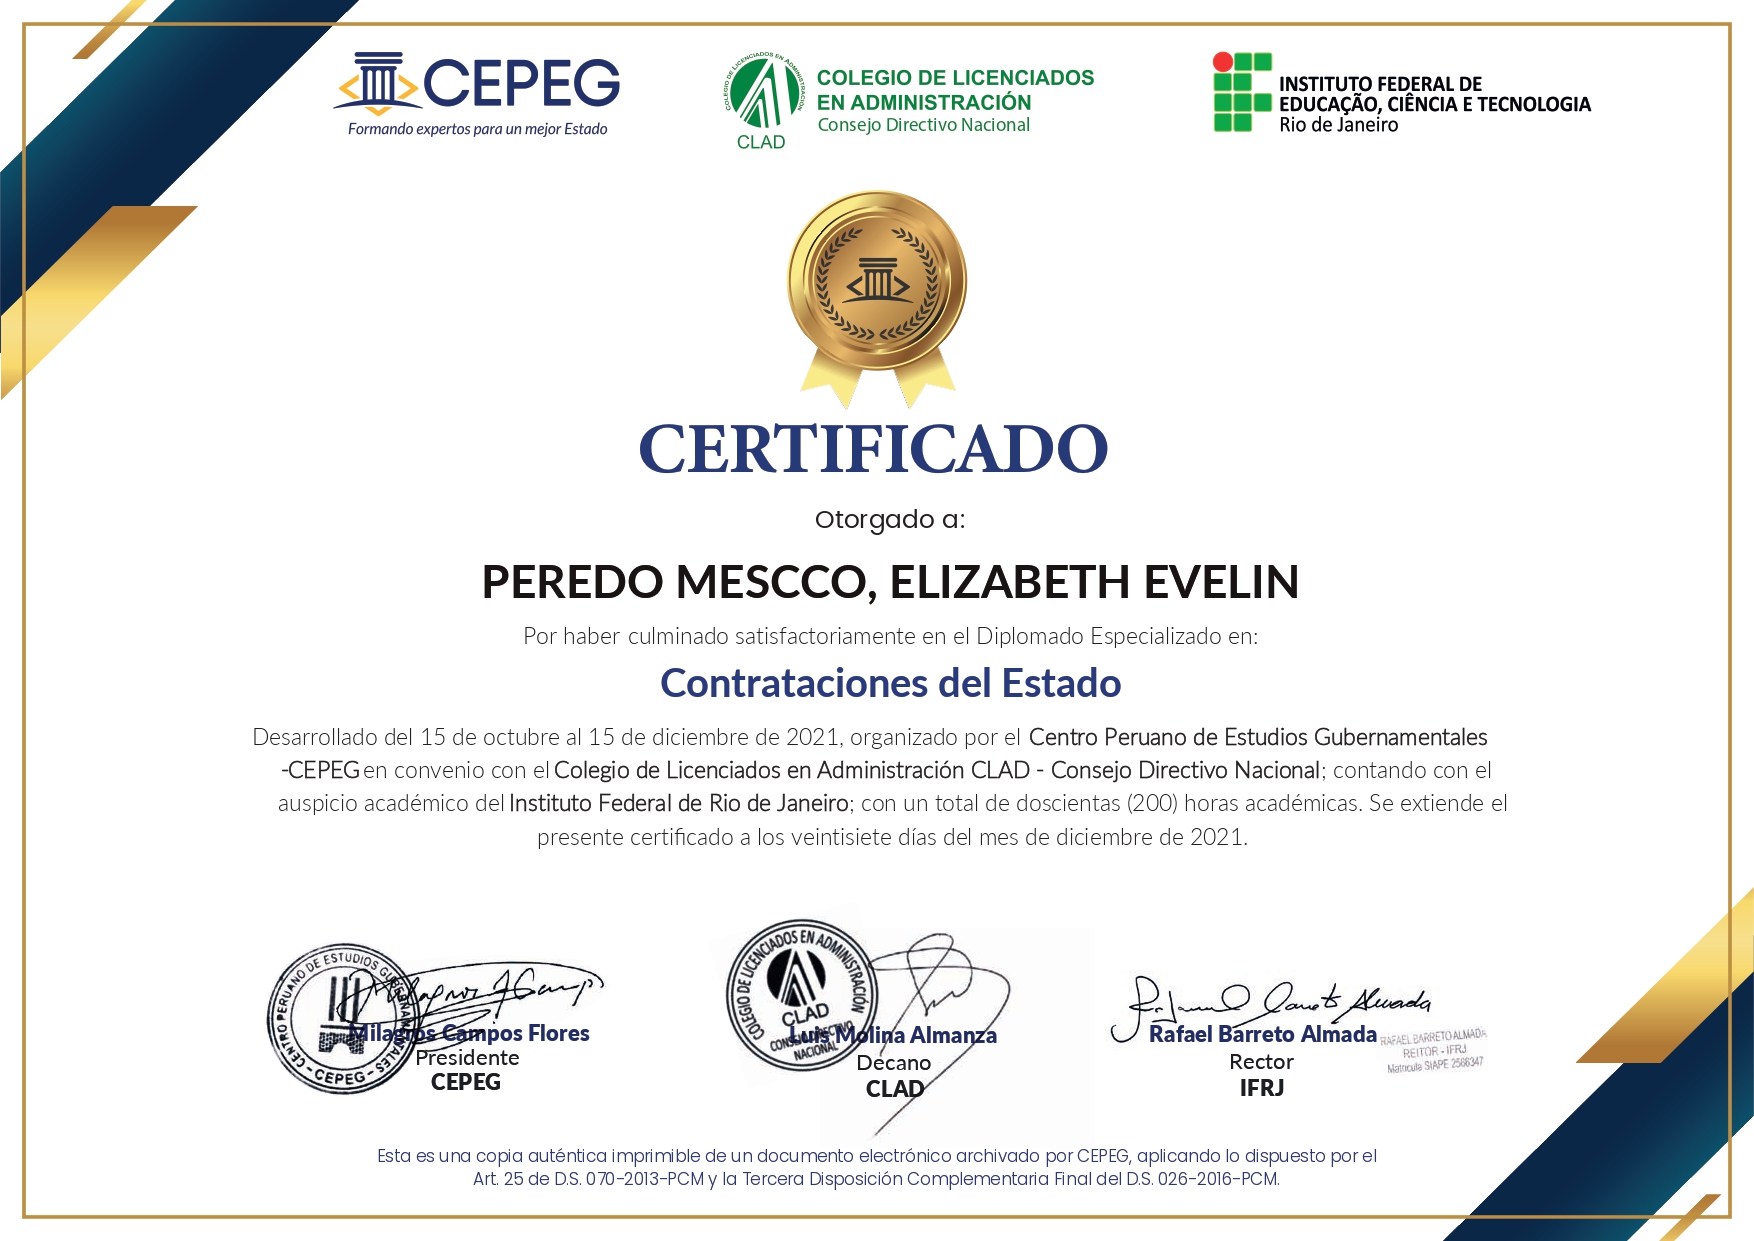 CEPEG
Formando expertos para un mejor Estado
COLEGIO DE LICENCIADOS EN ADMINISTRACIÓN
CLAD
COLEGIO DE LICENCIADOS
EN ADMINISTRACIÓN
Consejo Directivo Nacional
INSTITUTO FEDERAL DE
EDUCAÇÃO, CIÊNCIA E TECNOLOGIA
Rio de Janeiro
CERTIFICADO
Otorgado a:
PEREDO MESCCO, ELIZABETH EVELIN
Por haber culminado satisfactoriamente en el Diplomado Especializado en:
Contrataciones del Estado
Desarrollado del 15 de octubre al 15 de diciembre de 2021, organizado por el Centro Peruano de Estudios Gubernamentales
-CEPEG en convenio con el Colegio de Licenciados en Administración CLAD - Consejo Directivo Nacional; contando con el
auspicio académico del Instituto Federal de Rio de Janeiro; con un total de doscientas (200) horas académicas. Se extiende el
presente certificado a los veintisiete días del mes de diciembre de 2021.
CENTRO PERUANO DE ESTUDIOS GUBERNAMENTALES
- CEPEG -
Milagros Campos Flores
Presidente
CEPEG
COLEGIO DE LICENCIADOS EN ADMINISTRACIÓN
CLAD
CONSEJO DIRECTIVO
NACIONAL
Luis Molina Almanza
Decano
CLAD
Rafael Barreto Almada
Rector
IFRJ
RAFAEL BARRETO ALMADA
REITOR - IFRJ
Matrícula SIAPE 2566347
Esta es una copia auténtica imprimible de un documento electrónico archivado por CEPEG, aplicando lo dispuesto por el
Art. 25 de D.S. 070-2013-PCM y la Tercera Disposición Complementaria Final del D.S. 026-2016-PCM.